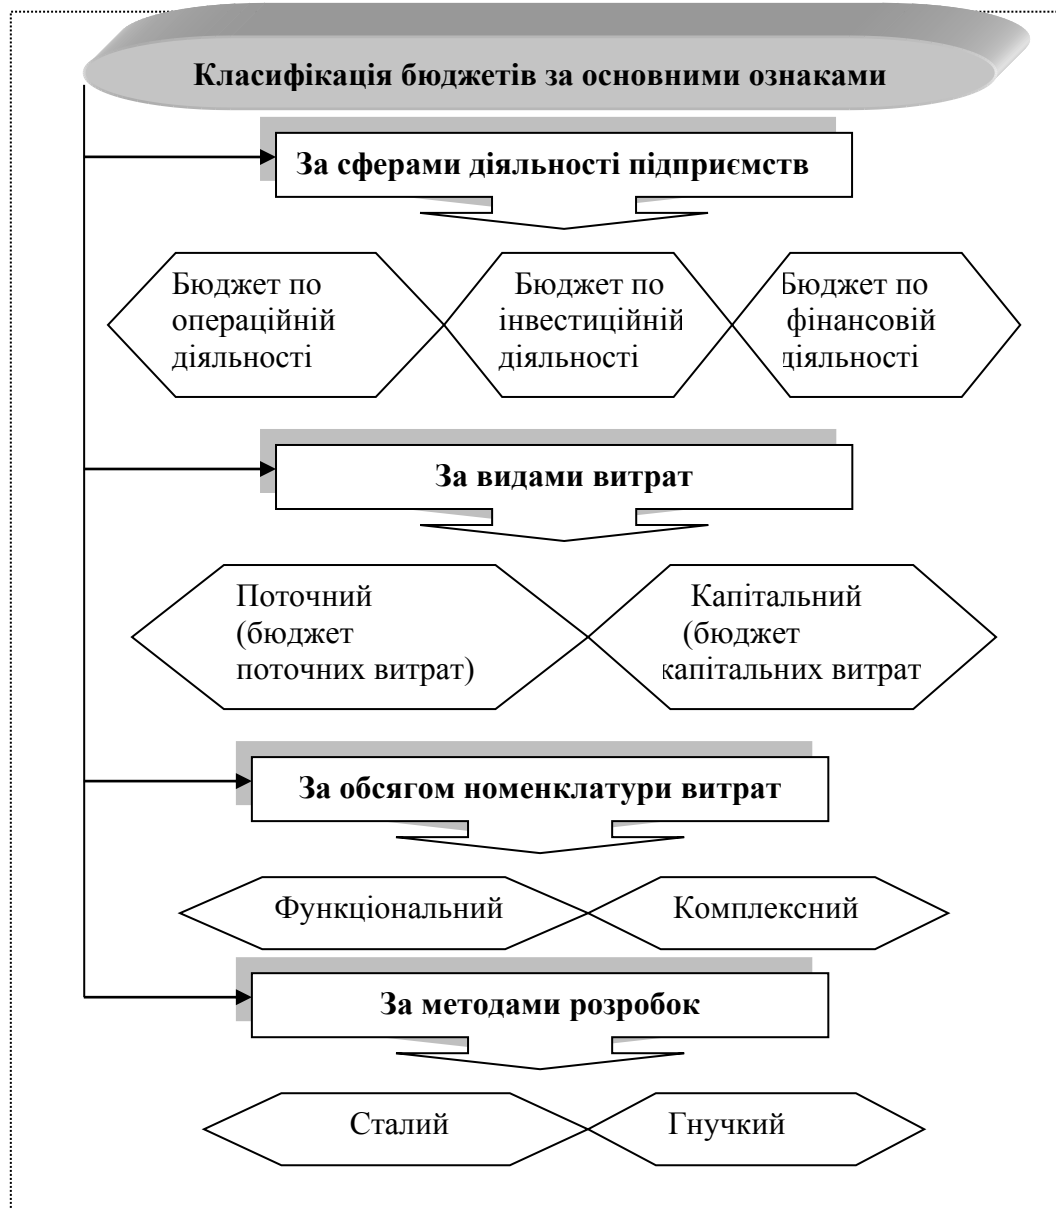 Класифікація бюджетів за основними ознаками
За сферами діяльності підприємств
Бюджет по
операційній
діяльності
Бюджет по
інвестиційній
діяльності
Бюджет по
фінансовій
діяльності
За видами витрат
Поточний
(бюджет
поточних витрат)
Капітальний
(бюджет
капітальних витрат
За обсягом номенклатури витрат
Функціональний
Комплексний
За методами розробок
Сталий
Гнучкий